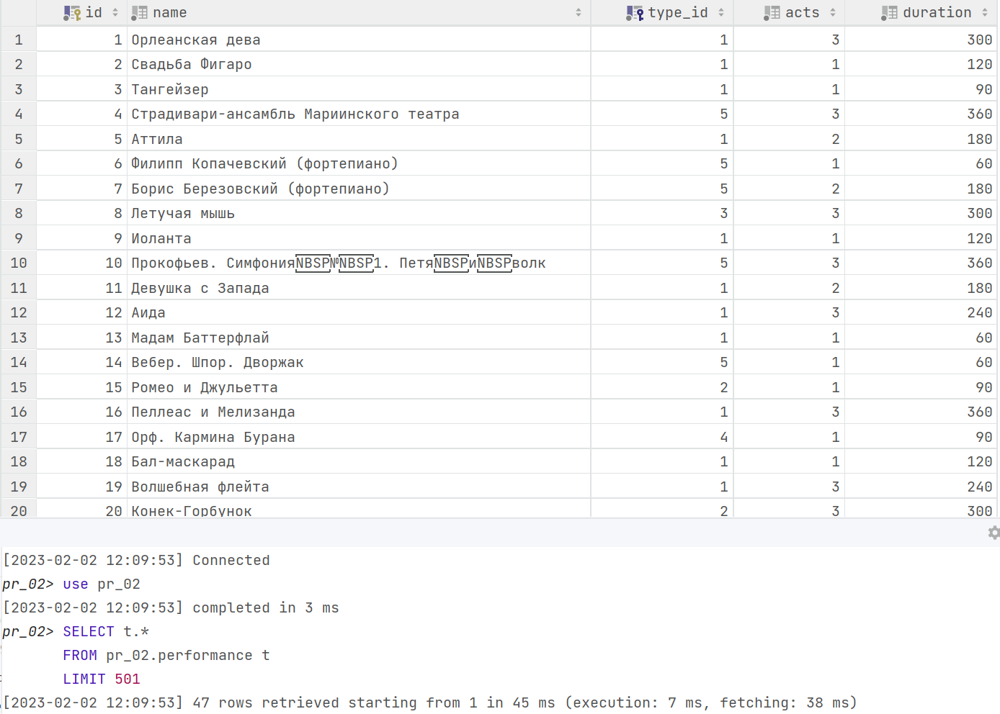 id name type_id acts duration
1 1 Орлеанская дева 1 3 300
2 2 Свадьба Фигаро 1 1 120
3 3 Тангейзер 1 1 90
4 4 Страдивари-ансамбль Мариинского театра 5 3 360
5 5 Аттила 1 2 180
6 6 Филипп Копачевский (фортепиано) 5 1 60
7 7 Борис Березовский (фортепиано) 5 2 180
8 8 Летучая мышь 3 3 300
9 9 Иоланта 1 1 120
10 10 Прокофьев. СимфонияNBSP№NBSP1. ПетяNBSPиNBSPволк 5 3 360
11 11 Девушка с Запада 1 2 180
12 12 Аида 1 3 240
13 13 Мадам Баттерфлай 1 1 60
14 14 Вебер. Шпор. Дворжак 5 1 60
15 15 Ромео и Джульетта 2 1 90
16 16 Пеллеас и Мелизанда 1 3 360
17 17 Орф. Кармина Бурана 4 1 90
18 18 Бал-маскарад 1 1 120
19 19 Волшебная флейта 1 3 240
20 20 Конек-Горбунок 2 3 300
[2023-02-02 12:09:53] Connected
pr_02> use pr_02
[2023-02-02 12:09:53] completed in 3 ms
pr_02> SELECT t.*
FROM pr_02.performance t
LIMIT 501
[2023-02-02 12:09:53] 47 rows retrieved starting from 1 in 45 ms (execution: 7 ms, fetching: 38 ms)